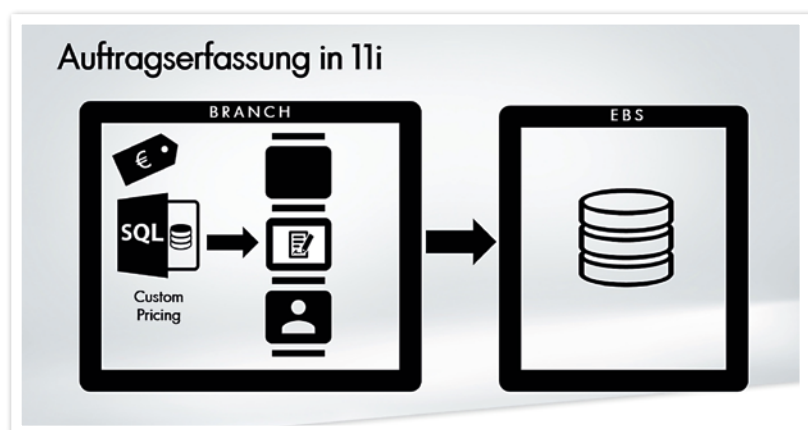 Auftragserfassung in 11i
BRANCH
EBS
€
SQL
Custom
Pricing